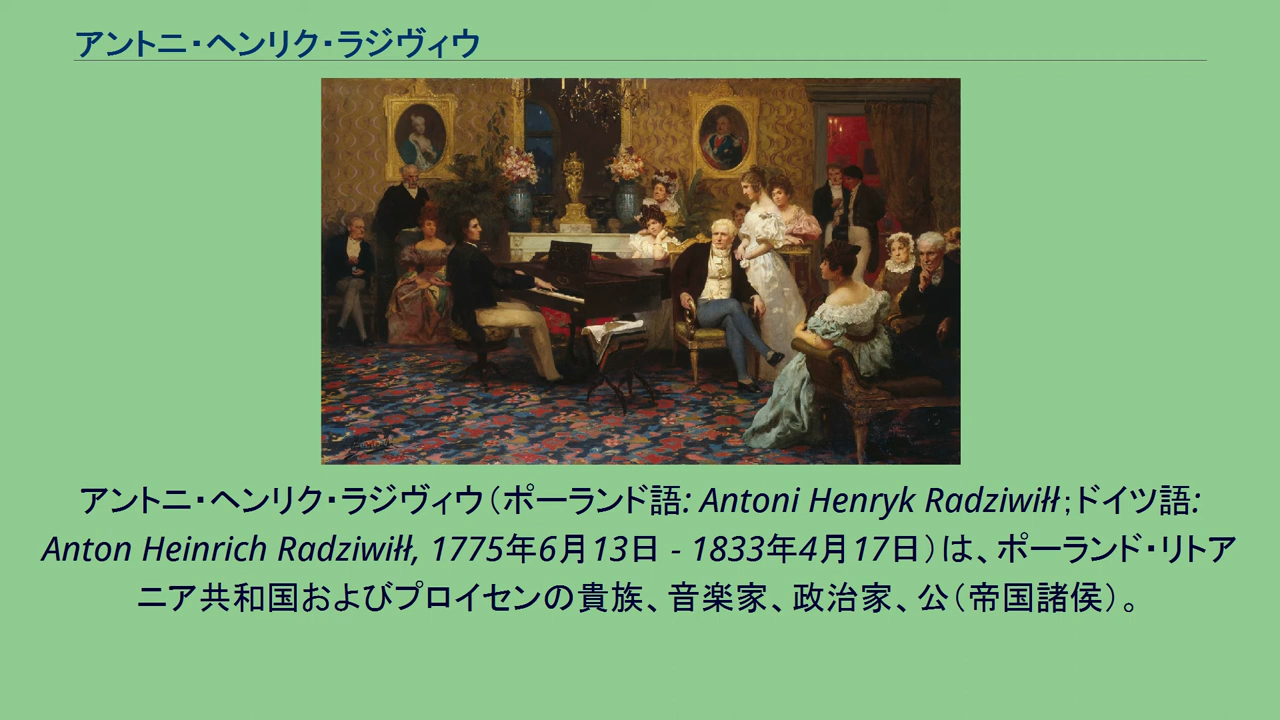 アントニ・ヘンリク・ラジヴィウ
アントニ・ヘンリク・ラジヴィウ（ポーランド語: Antoni Henryk Radziwiłł；ドイツ語:
Anton Heinrich Radziwiłł, 1775年6月13日 - 1833年4月17日）は、ポーランド・リトア
ニア共和国およびプロイセンの貴族、音楽家、政治家、公（帝国諸侯）。